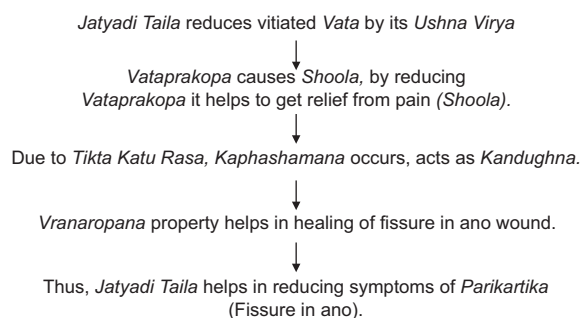 Jatyadi Taila reduces vitiated Vata by its Ushna Virya
Vataprakopa causes Shoola, by reducing
Vataprakopa it helps to get relief from pain (Shoola).
Due to Tikta Katu Rasa, Kaphashamana occurs, acts as Kandughna.
Vranaropana property helps in healing of fissure in ano wound.
Thus, Jatyadi Taila helps in reducing symptoms of Parikartika
(Fissure in ano).